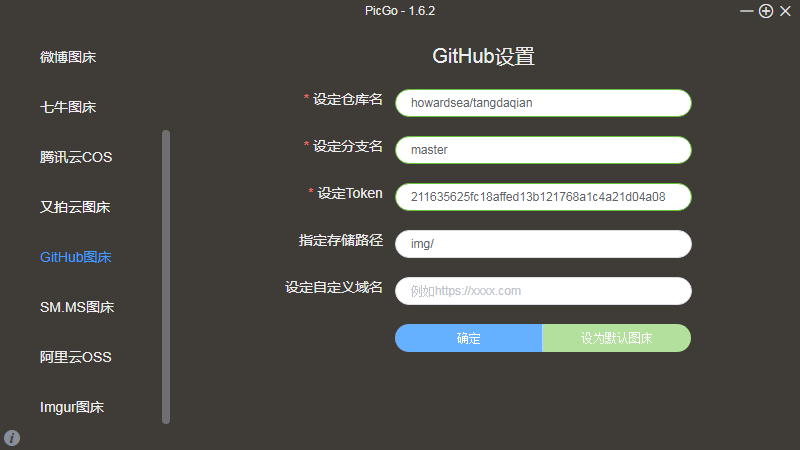 PicGo - 1.6.2
微博图床
七牛图床
腾讯云COS
又拍云图床
GitHub图床
SM.MS图床
阿里云OSS
Imgur图床
GitHub设置
* 设定仓库名
howardsea/tangdaqian
* 设定分支名
master
* 设定Token
211635625fc18affed13b121768a1c4a21d04a08
指定存储路径
img/
设定自定义域名
例如https://xxxx.com
确定
设为默认图床
i